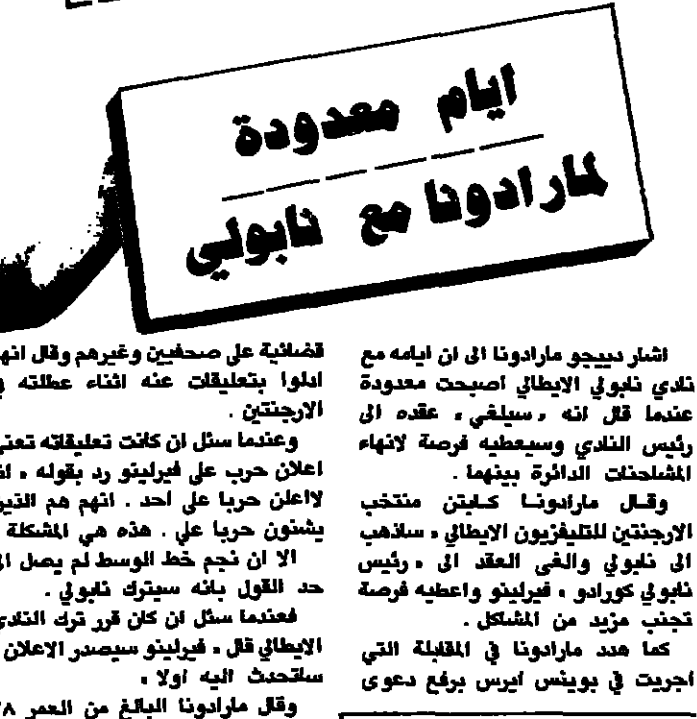 ايام معدودة
لمارادونا مع نابولي
اشار دييجو مارادونا الى ان ايامه مع
نادي نابولي الايطالي اصبحت معدودة
عندما قال انه « سيلغي » عقده الى
رئيس النادي وسيعطيه فرصة لانهاء
المشاحنات الدائرة بينهما .
وقال مارادونا كابتن منتخب
الارجنتين للتليفزيون الايطالي « ساذهب
الى نابولي والغى العقد الى « رئيس
نابولي كورادو » فيرلينو واعطيه فرصة
تجنب مزيد من المشاكل .
كما هدد مارادونا في المقابلة التي
اجريت في بوينس ايرس برفع دعوى
قضائية على صحفيين وغيرهم وقال انهم
ادلوا بتعليقات عنه اثناء عطلته
الارجنتين .
وعندما سئل ان كانت تعليقاته تعني
اعلان حرب على فيرلينو رد بقوله «
لااعلن حربا على احد . انهم هم الذين
يشنون حربا علي . هذه هي المشكلة
الا ان نجم خط الوسط لم يصل
حد القول بانه سيترك نابولي .
فعندما سئل ان كان قرر ترك النادي
الايطالي قال « فيرلينو سيصدر الاعلان
ساتحدث اليه اولا »
وقال مارادونا البالغ من العمر